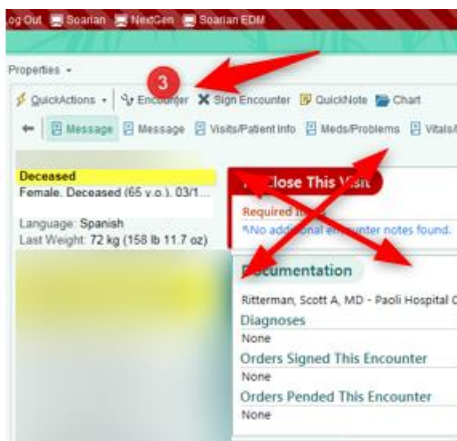 og Out Soarian NextGen Soarian EDM
Properties
3
QuickActions Encounter Sign Encounter QuickNote Chart
Message Message Visits/Patient Info Meds/Problems Vitals/
Deceased
Female, Deceased (65 y.o.), 03/1...
Close This Visit
Language: Spanish
Required
Last Weight: 72 kg (158 lb 11.7 oz)
No additional encounter notes found.
Documentation
Ritterman, Scott A, MD - Paoli Hospital
Diagnoses
None
Orders Signed This Encounter
None
Orders Pended This Encounter
None